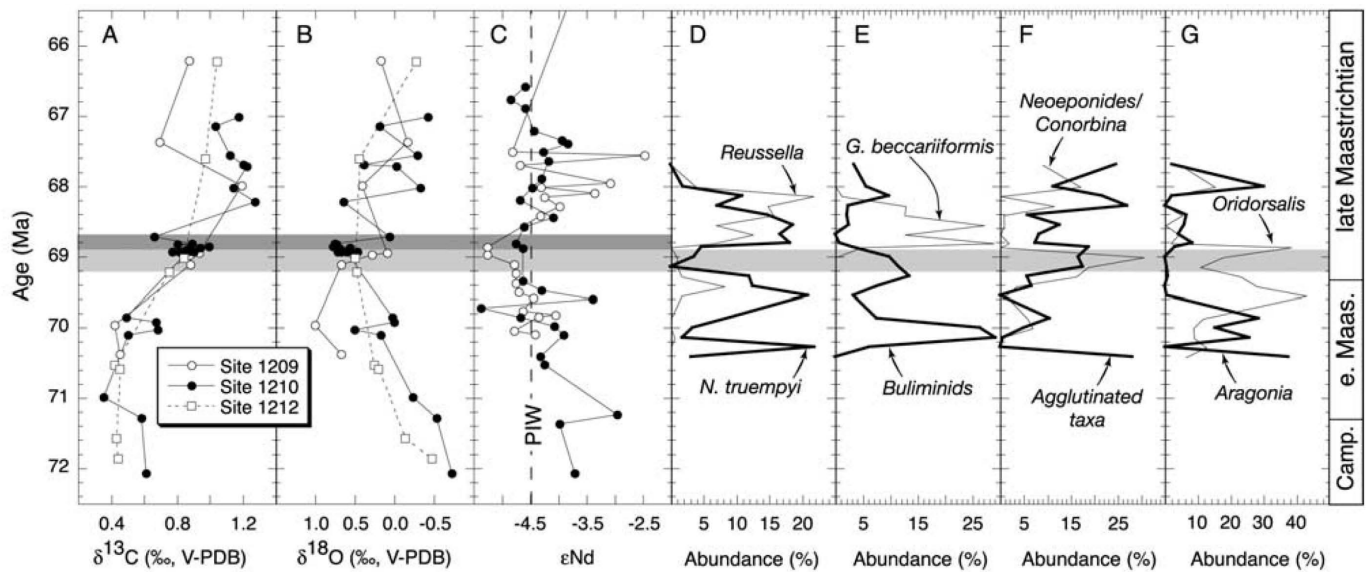 A B C D E F G
66
67
68
69
70
71
72
Age (Ma)
Site 1209
Site 1210
Site 1212
PIW
Reussella
N. truempyi
G. beccariiformis
Buliminids
Neoeponides/
Conorbina
Agglutinated
taxa
Oridorsalis
Aragonia
late Maastrichtian
e. Maas.
Camp.
0.4 0.8 1.2 1.0 0.5 0.0 -0.5 -4.5 -3.5 -2.5 5 10 15 20 5 15 25 5 15 25 10 20 30 40
δ13C (‰, V-PDB) δ18O (‰, V-PDB) εNd Abundance (%) Abundance (%) Abundance (%) Abundance (%)